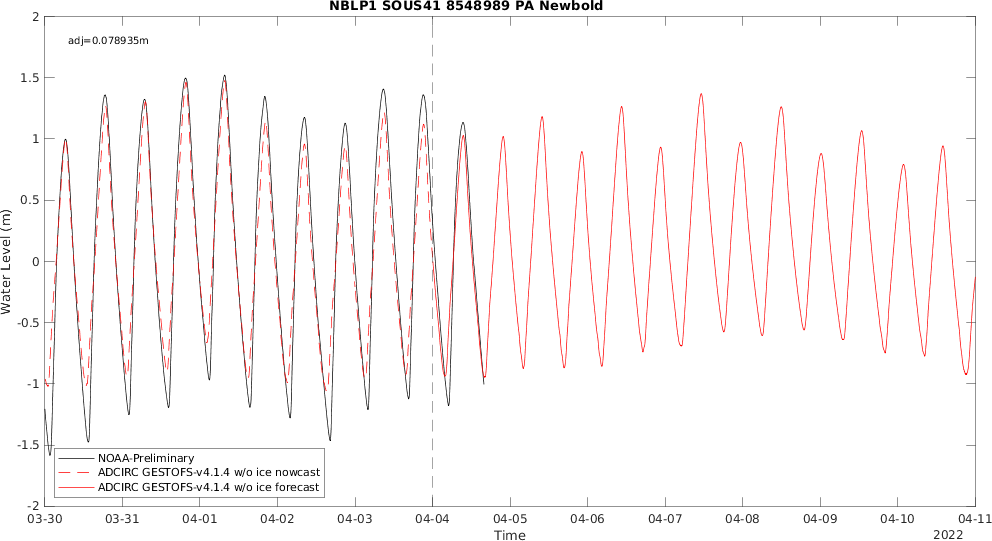 NBLP1 SOUS41 8548989 PA Newbold
adj=0.078935m
2
1.5
1
0.5
0
-0.5
-1
-1.5
-2
Water Level (m)
NOAA-Preliminary
ADCIRC GESTOFS-v4.1.4 w/o ice nowcast
ADCIRC GESTOFS-v4.1.4 w/o ice forecast
03-30 03-31 04-01 04-02 04-03 04-04 04-05 04-06 04-07 04-08 04-09 04-10 04-11
Time
2022